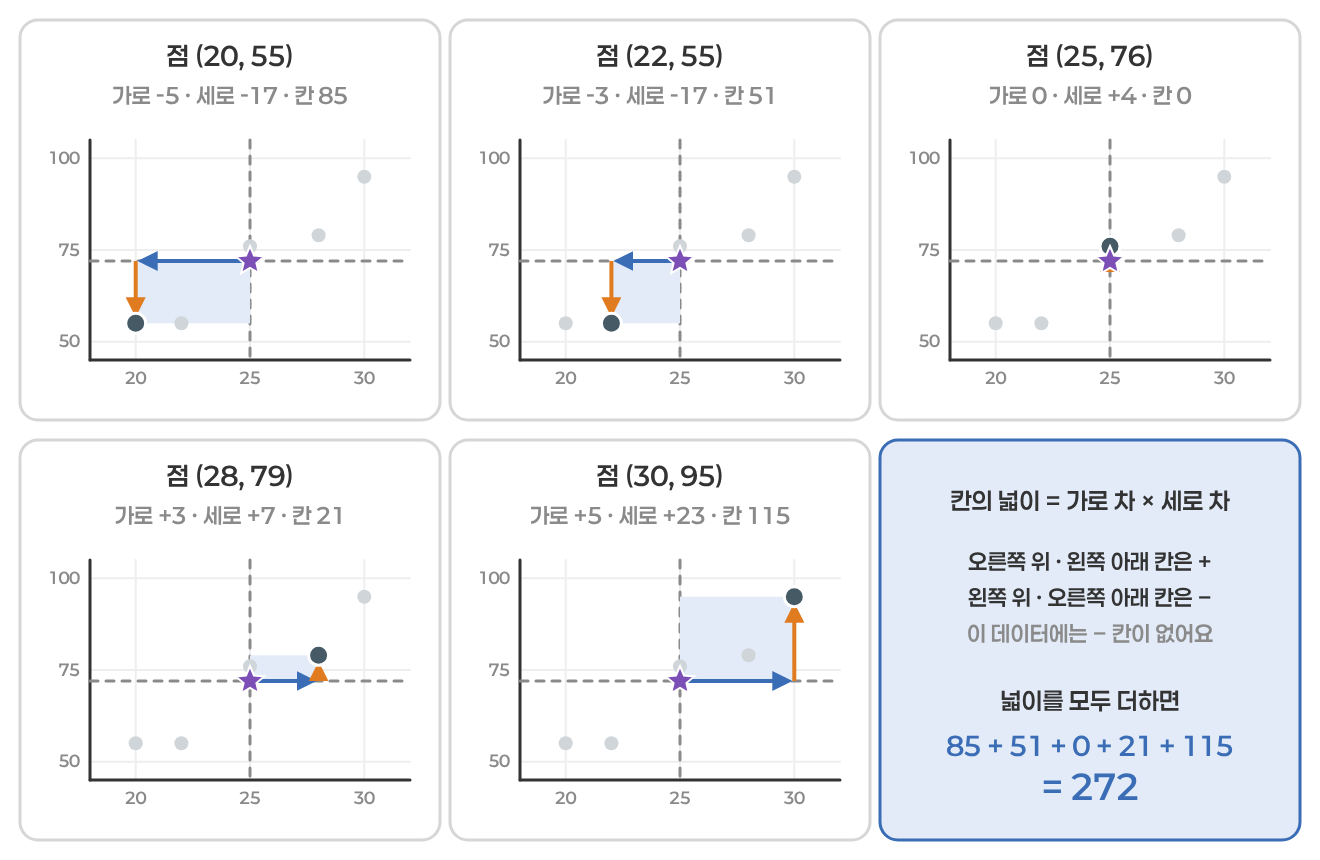 점 (20, 55)
가로 -5 · 세로 -17 · 칸 85
100
75
50
20
25
30
점 (22, 55)
가로 -3 · 세로 -17 · 칸 51
100
75
50
20
25
30
점 (25, 76)
가로 0 · 세로 +4 · 칸 0
100
75
50
20
25
30
점 (28, 79)
가로 +3 · 세로 +7 · 칸 21
100
75
50
20
25
30
점 (30, 95)
가로 +5 · 세로 +23 · 칸 115
100
75
50
20
25
30
칸의 넓이 = 가로 차 × 세로 차
오른쪽 위 · 왼쪽 아래 칸은 +
왼쪽 위 · 오른쪽 아래 칸은 −
이 데이터에는 − 칸이 없어요
넓이를 모두 더하면
85 + 51 + 0 + 21 + 115
= 272